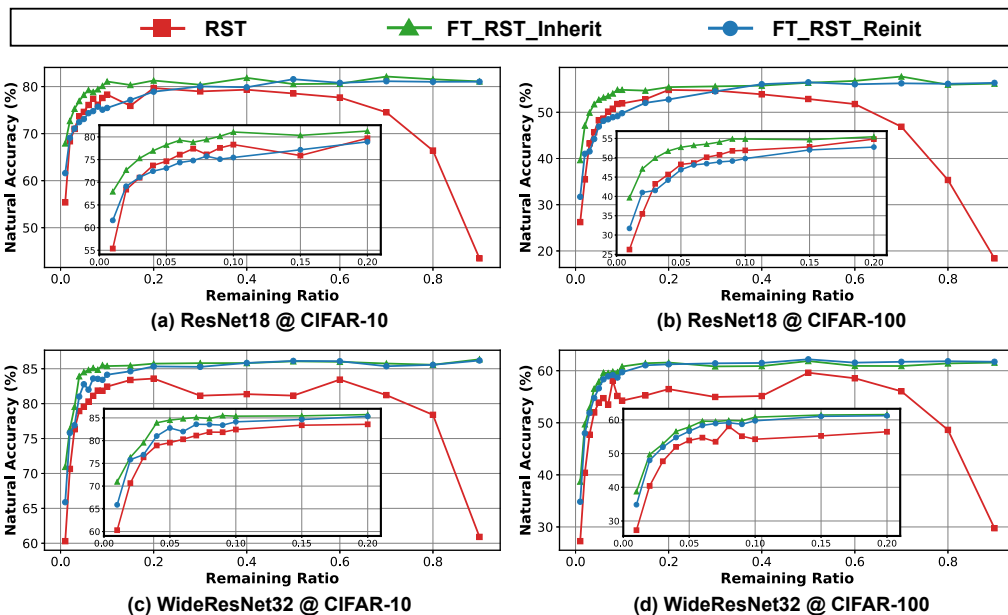 RST FT_RST_Inherit FT_RST_Reinit
Natural Accuracy (%)
80
70
60
50
80
75
70
65
60
55
0.00 0.05 0.10 0.15 0.20
0.0 0.2 0.4 0.6 0.8
Remaining Ratio
(a) ResNet18 @ CIFAR-10
Natural Accuracy (%)
50
40
30
20
55
50
45
40
35
30
25
0.00 0.05 0.10 0.15 0.20
0.0 0.2 0.4 0.6 0.8
Remaining Ratio
(b) ResNet18 @ CIFAR-100
Natural Accuracy (%)
85
80
75
70
65
60
85
80
75
70
65
60
0.00 0.05 0.10 0.15 0.20
0.0 0.2 0.4 0.6 0.8
Remaining Ratio
(c) WideResNet32 @ CIFAR-10
Natural Accuracy (%)
60
50
40
30
60
50
40
30
0.00 0.05 0.10 0.15 0.20
0.0 0.2 0.4 0.6 0.8
Remaining Ratio
(d) WideResNet32 @ CIFAR-100